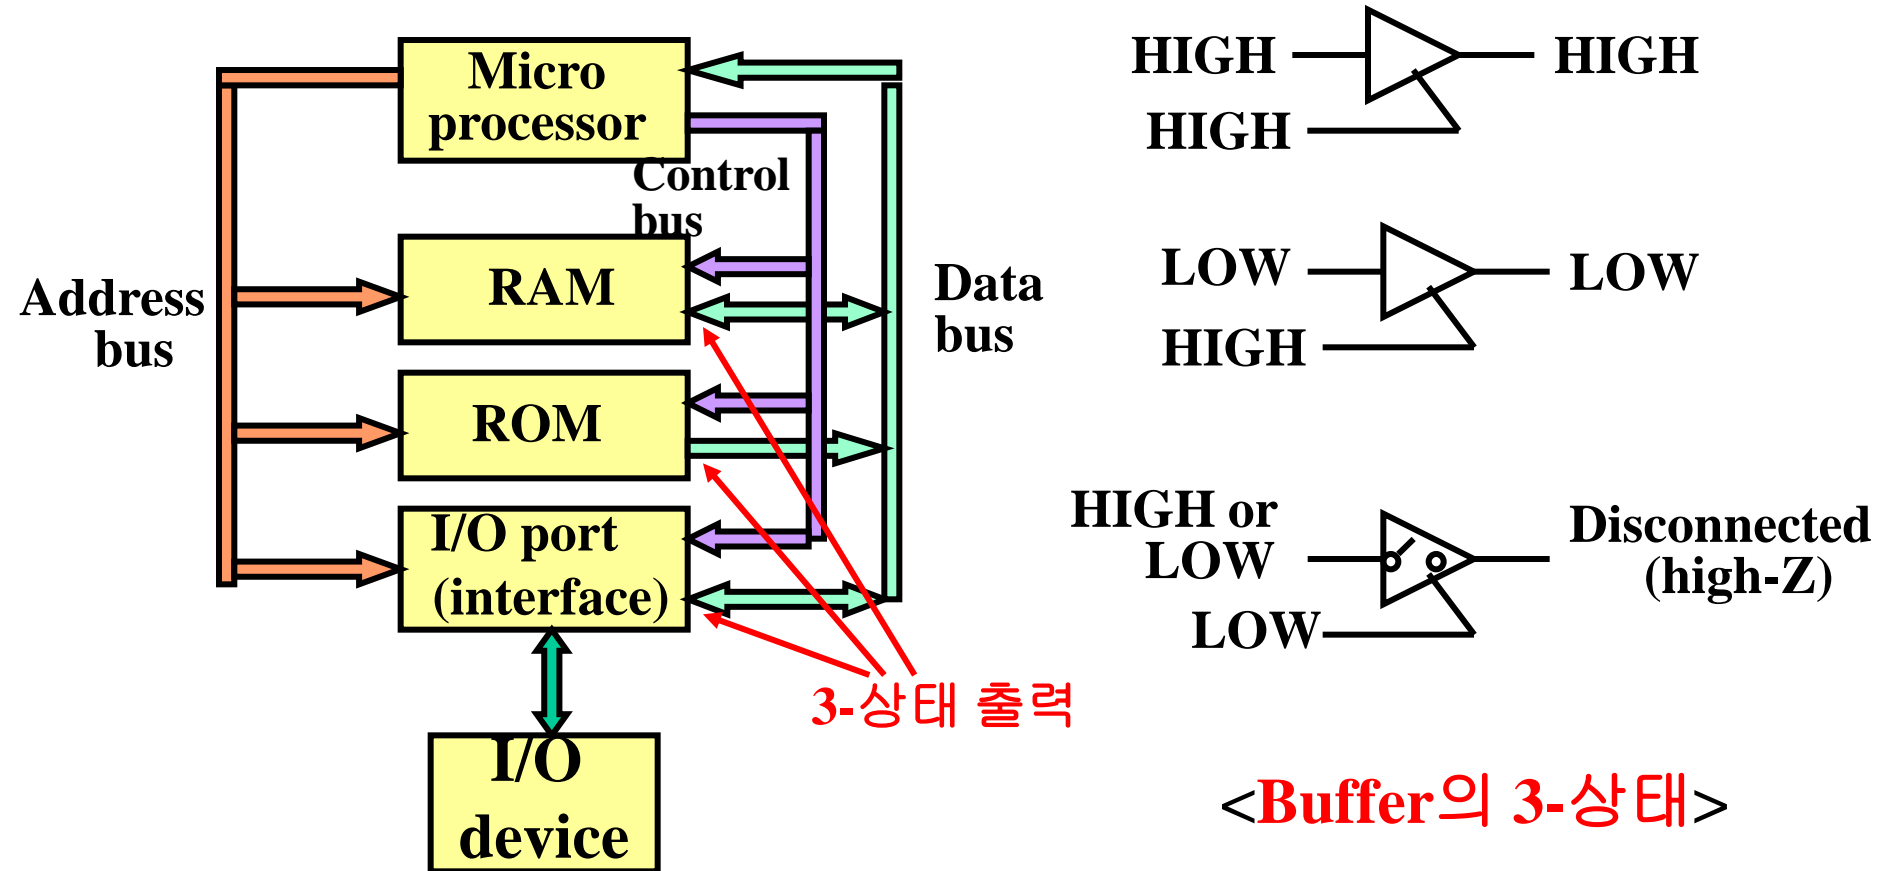 Micro
processor
Control
bus
RAM
Address
bus
Data
bus
ROM
I/O port
(interface)
3-상태 출력
I/O
device
HIGH
HIGH
HIGH
LOW
LOW
HIGH
HIGH or
LOW
Disconnected
(high-Z)
LOW
<Buffer의 3-상태>